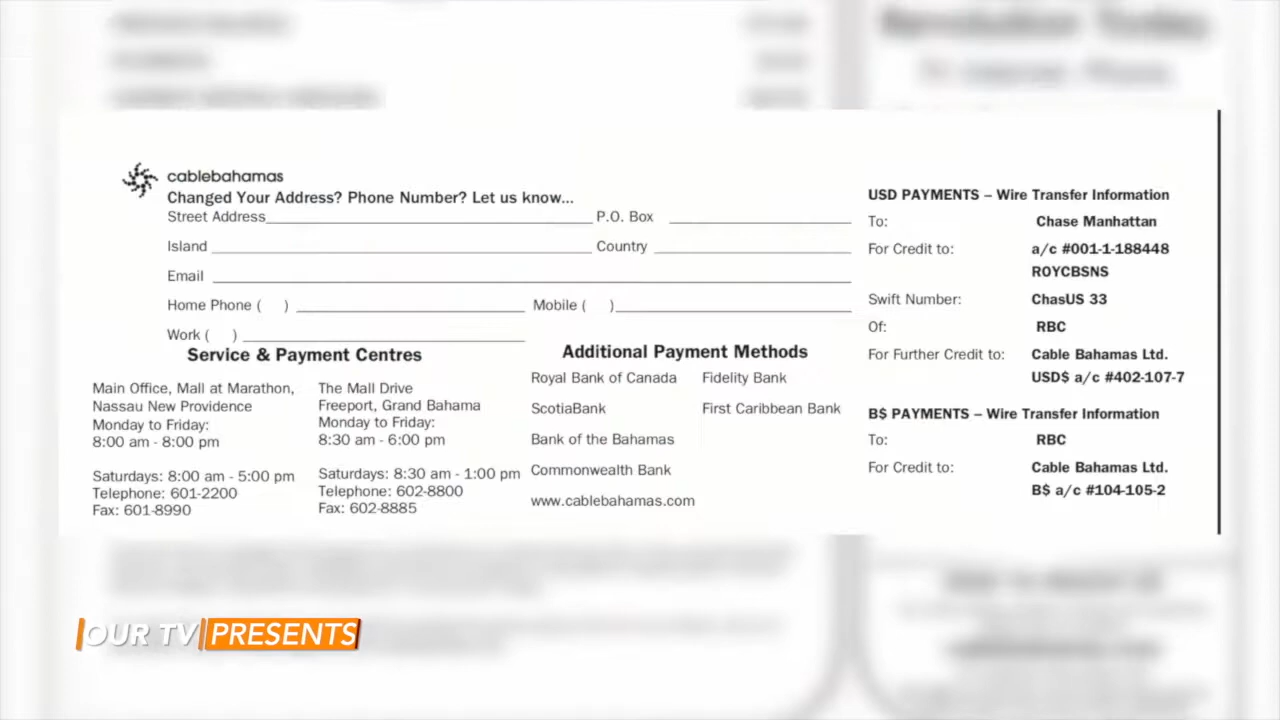 cablebahamas
Changed Your Address? Phone Number? Let us know...
Street Address P.O. Box
Island Country
Email
Home Phone ( ) Mobile ( )
Work ( )
Service & Payment Centres
Main Office, Mall at Marathon,
Nassau New Providence
Monday to Friday:
8:00 am - 8:00 pm
Saturdays: 8:00 am - 5:00 pm
Telephone: 601-2200
Fax: 601-8990
The Mall Drive
Freeport, Grand Bahama
Monday to Friday:
8:30 am - 6:00 pm
Saturdays: 8:30 am - 1:00 pm
Telephone: 602-8800
Fax: 602-8885
Additional Payment Methods
Royal Bank of Canada Fidelity Bank
ScotiaBank First Caribbean Bank
Bank of the Bahamas
Commonwealth Bank
www.cablebahamas.com
USD PAYMENTS – Wire Transfer Information
To: Chase Manhattan
For Credit to: a/c #001-1-188448
ROYCBSNS
Swift Number: ChasUS 33
Of: RBC
For Further Credit to: Cable Bahamas Ltd.
USD$ a/c #402-107-7
B$ PAYMENTS – Wire Transfer Information
To: RBC
For Credit to: Cable Bahamas Ltd.
B$ a/c #104-105-2
OUR TV PRESENTS